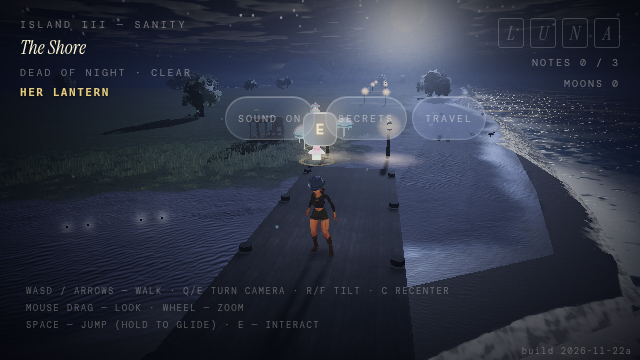 ISLAND III — SANITY
The Shore
DEAD OF NIGHT · CLEAR
HER LANTERN
L U N A
NOTES 0 / 3
MOONS 0
SOUND ON
E
SECRETS
TRAVEL
WASD / ARROWS — WALK · Q/E TURN CAMERA · R/F TILT · C RECENTER
MOUSE DRAG — LOOK · WHEEL — ZOOM
SPACE — JUMP (HOLD TO GLIDE) · E — INTERACT
build 2026-11-22a